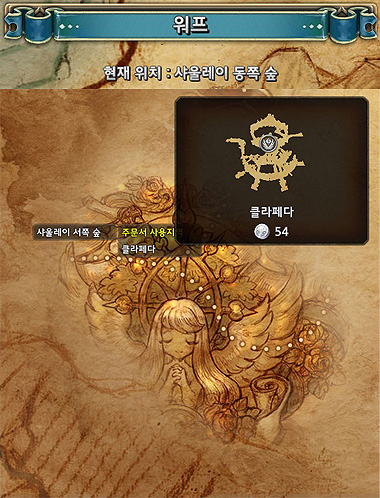 워프
현재 위치 : 샤울레이 동쪽 숲
클라페다
54
샤울레이 서쪽 숲
주문서 사용지
클라페다